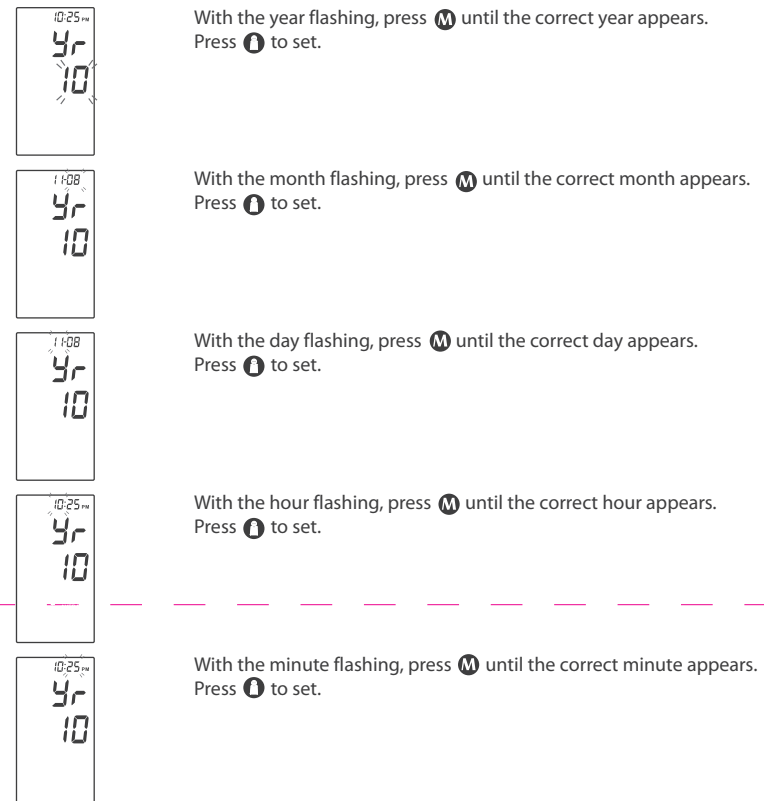 10:25 PM
Yr
10
With the year flashing, press M until the correct year appears.
Press to set.
11-08
Yr
10
With the month flashing, press M until the correct month appears.
Press to set.
11-08
Yr
10
With the day flashing, press M until the correct day appears.
Press to set.
10:25 PM
Yr
10
With the hour flashing, press M until the correct hour appears.
Press to set.
10:25 PM
Yr
10
With the minute flashing, press M until the correct minute appears.
Press to set.